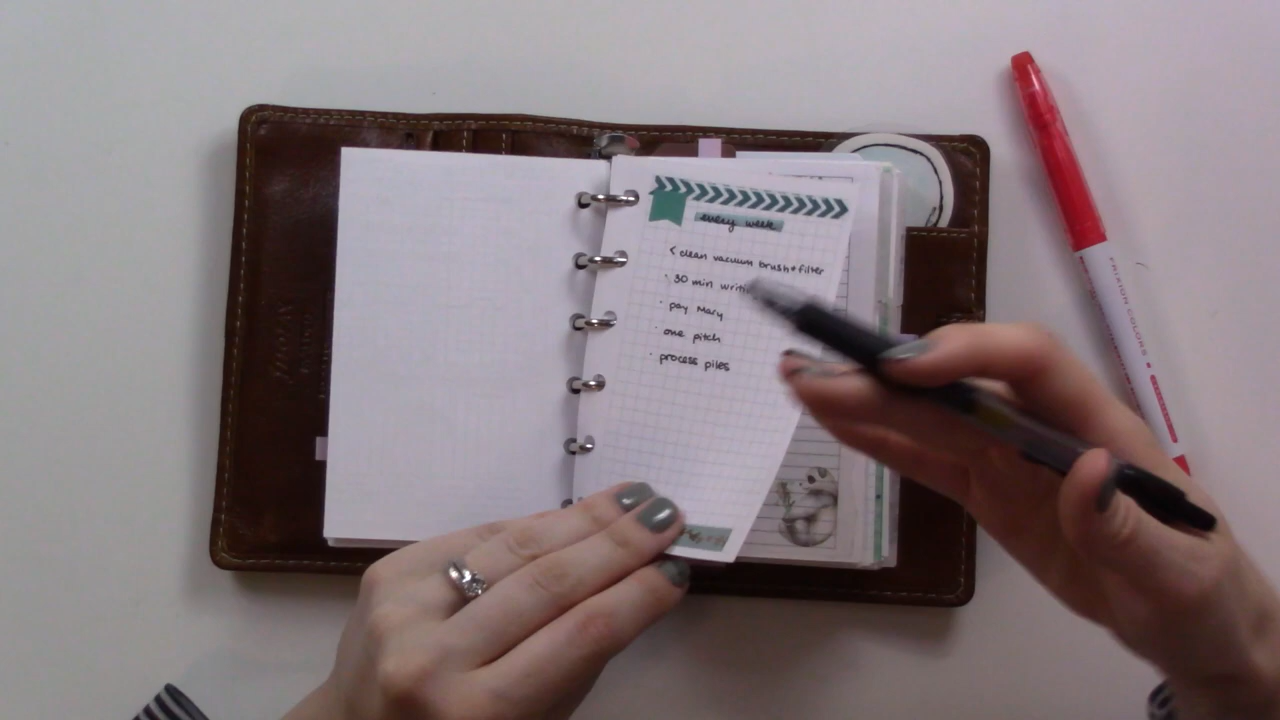 every week
clean vacuum brush + filter
30 min
pay Mary
one pitch
process piles
FRIXION COLORS